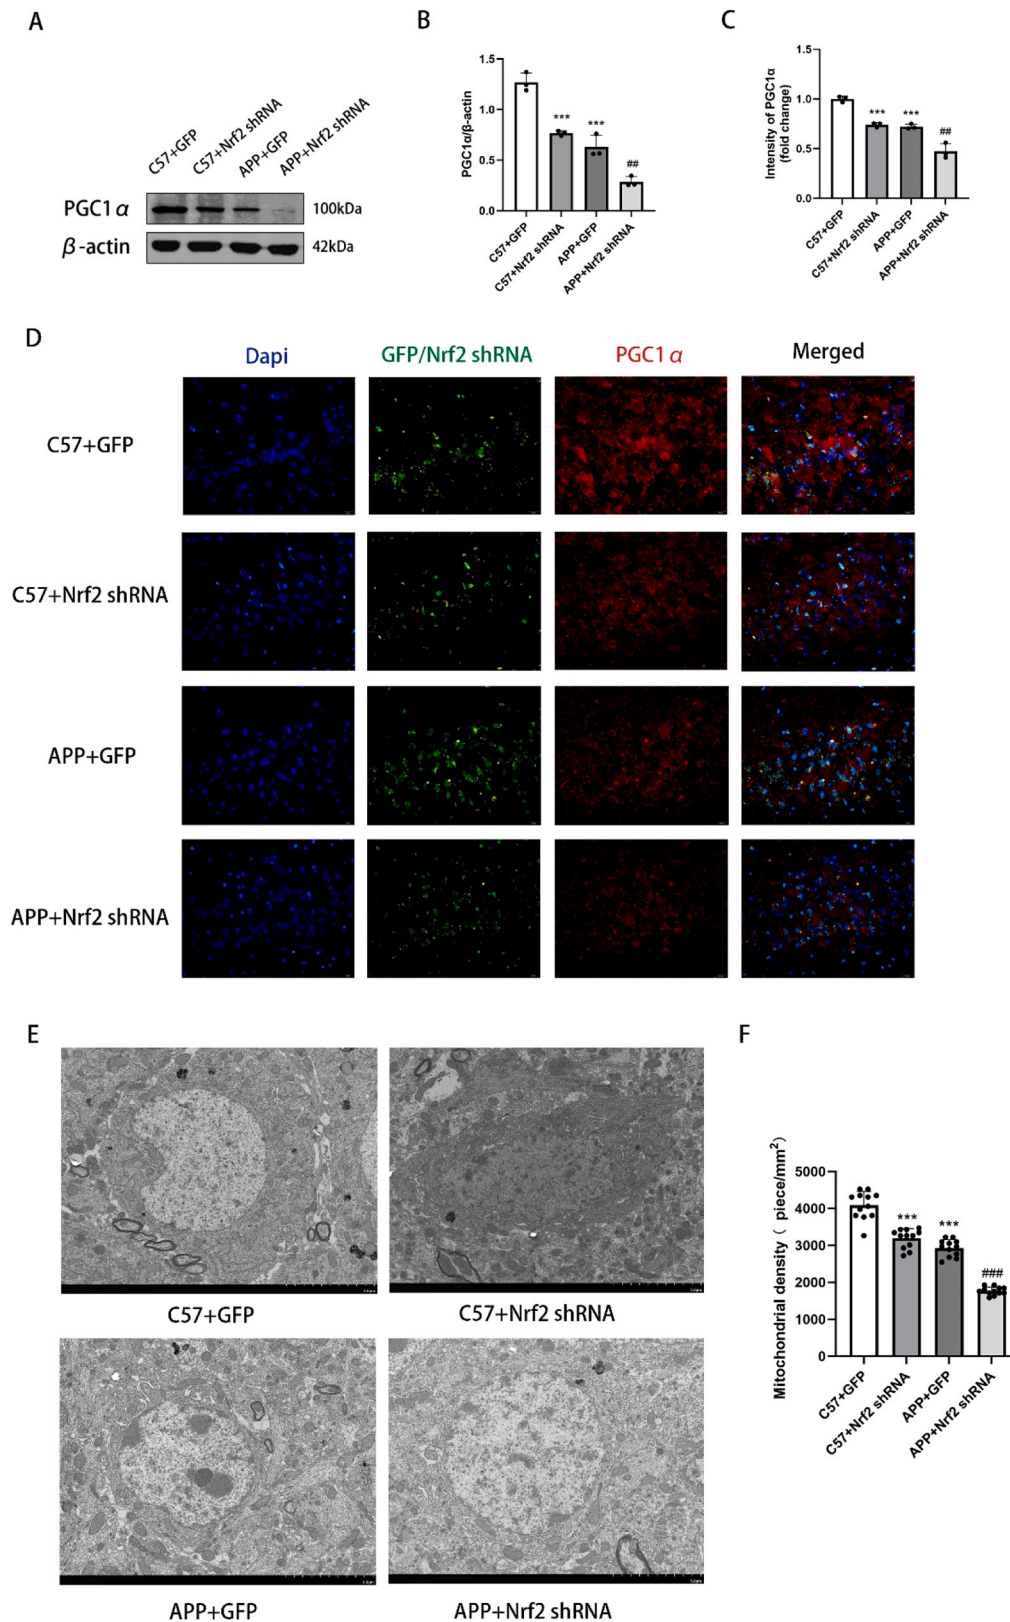 A
C57+GFP
C57+Nrf2 shRNA
APP+GFP
APP+Nrf2 shRNA
PGC1α
100kDa
β-actin
42kDa
B
PGC1α/β-actin
1.5
1.0
0.5
0.0
***
***
##
C57+GFP
C57+Nrf2 shRNA
APP+GFP
APP+Nrf2 shRNA
C
Intensity of PGC1α
(fold change)
1.5
1.0
0.5
0.0
***
***
##
C57+GFP
C57+Nrf2 shRNA
APP+GFP
APP+Nrf2 shRNA
D
Dapi
GFP/Nrf2 shRNA
PGC1α
Merged
C57+GFP
C57+Nrf2 shRNA
APP+GFP
APP+Nrf2 shRNA
E
C57+GFP
C57+Nrf2 shRNA
APP+GFP
APP+Nrf2 shRNA
F
Mitochondrial density（ piece/mm²）
5000
4000
3000
2000
1000
0
***
***
###
C57+GFP
C57+Nrf2 shRNA
APP+GFP
APP+Nrf2 shRNA